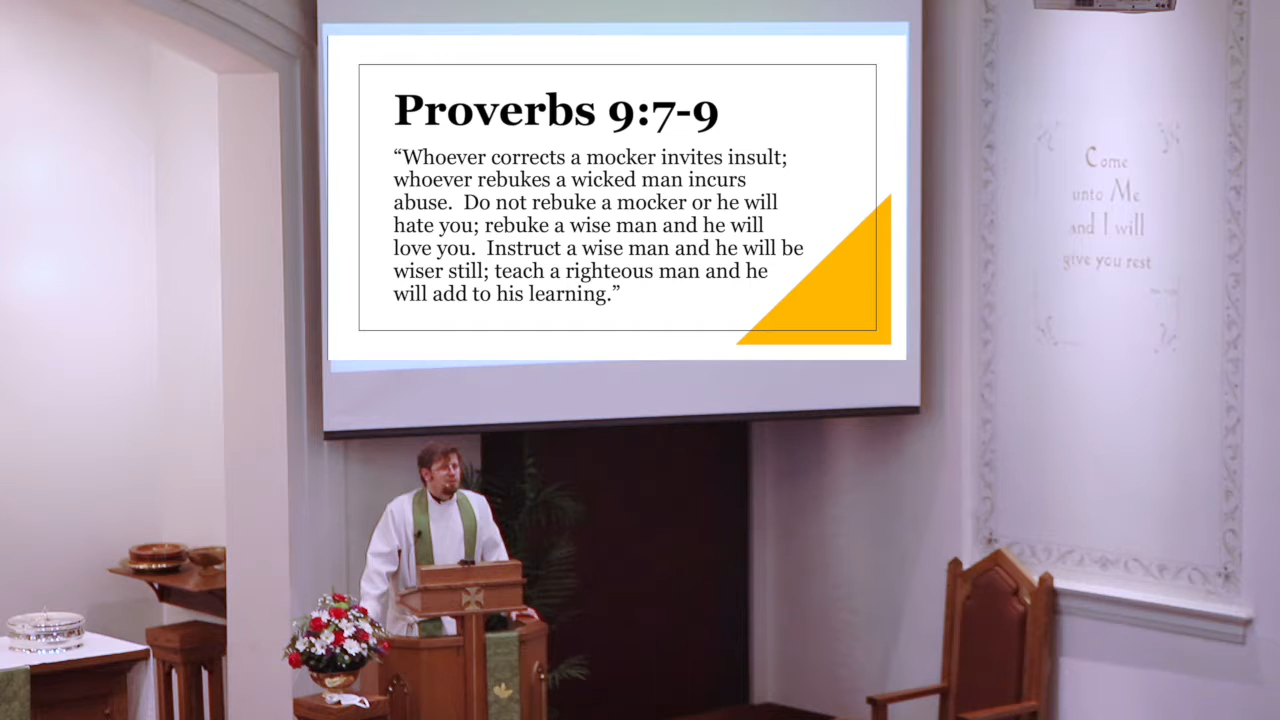 Proverbs 9:7-9
“Whoever corrects a mocker invites insult;
whoever rebukes a wicked man incurs
abuse.  Do not rebuke a mocker or he will
hate you; rebuke a wise man and he will
love you.  Instruct a wise man and he will be
wiser still; teach a righteous man and he
will add to his learning.”
Come
unto Me
and I will
give you rest